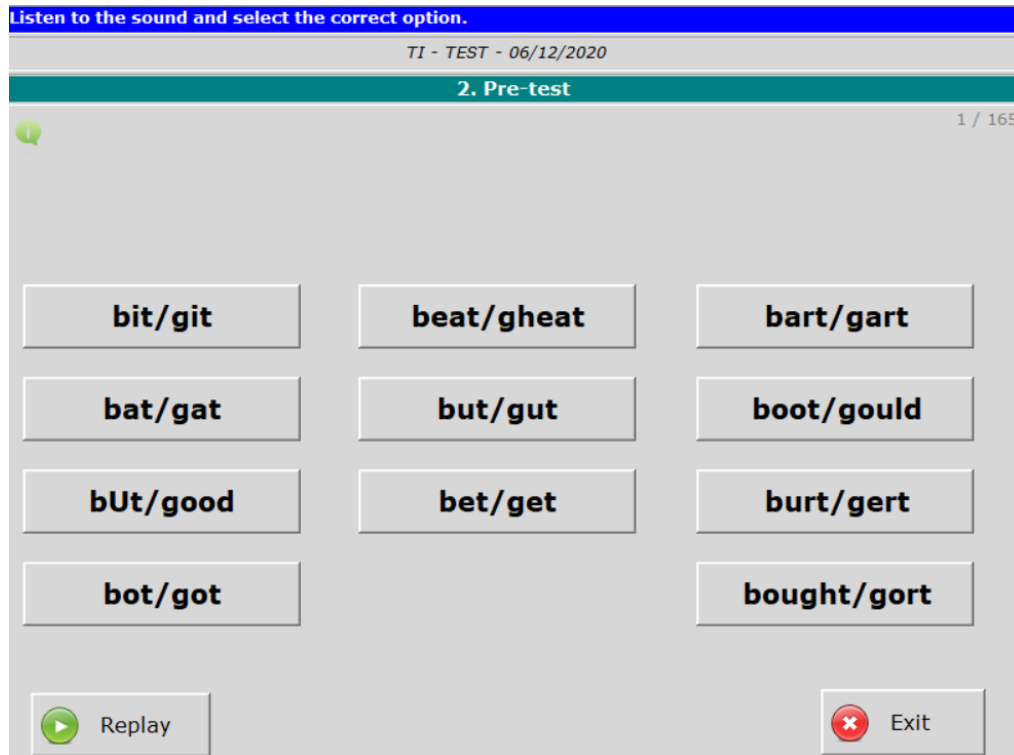 Listen to the sound and select the correct option.
TI - TEST - 06/12/2020
2. Pre-test
1 / 165
bit/git
beat/gheat
bart/gart
bat/gat
but/gut
boot/gould
bUt/good
bet/get
burt/gert
bot/got
bought/gort
Replay
Exit